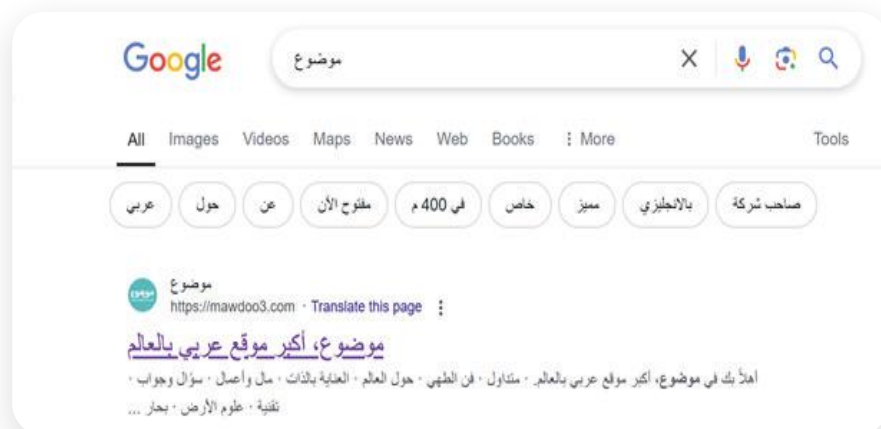 Google
موضوع
All Images Videos Maps News Web Books More Tools
صاحب شركة بالانجليزي مميز خاص في 400 م مفتوح الآن عن حول عربي
موضوع
موضوع
https://mawdoo3.com · Translate this page
موضوع، أكبر موقع عربي بالعالم
أهلاً بك في موضوع، أكبر موقع عربي بالعالم. · متداول · فن الطهي · حول العالم · العناية بالذات · مال وأعمال · سؤال وجواب ·
تقنية · علوم الأرض · بحار ...